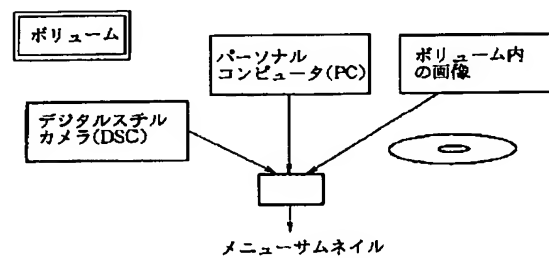 ボリューム
パーソナル
コンピュータ(PC)
ボリューム内
の画像
デジタルスチル
カメラ(DSC)
メニューサムネイル